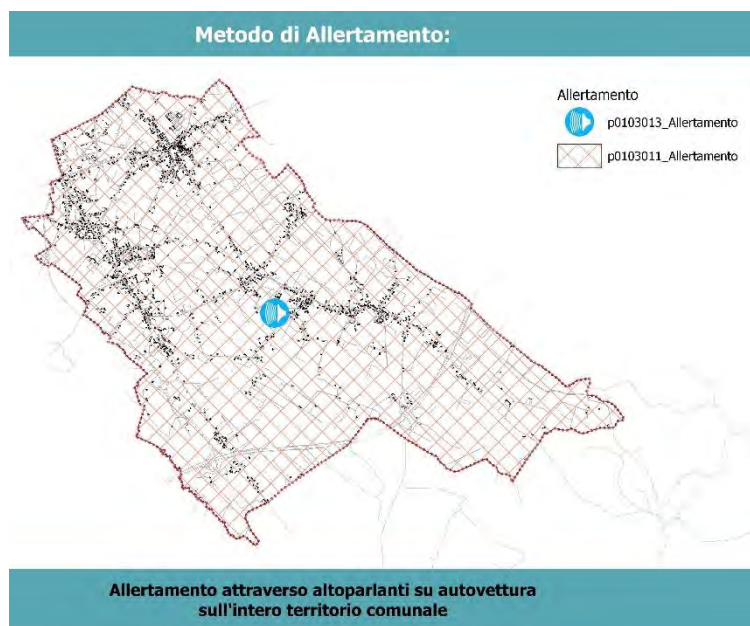 Metodo di Allertamento:
Allertamento
p0103013_Allertamento
p0103011_Allertamento
Allertamento attraverso altoparlanti su autovettura
sull'intero territorio comunale